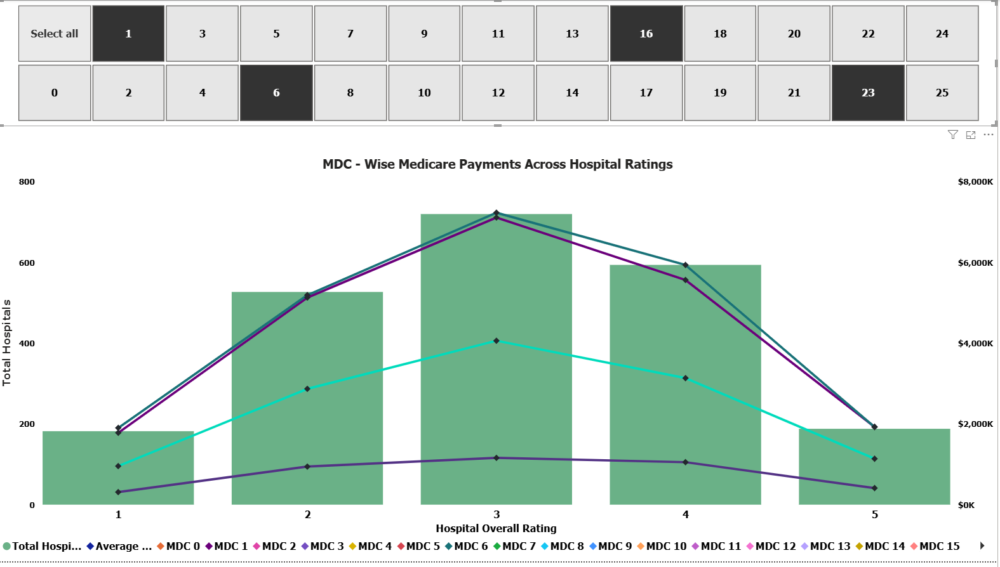 Select all 1 3 5 7 9 11 13 16 18 20 22 24
0 2 4 6 8 10 12 14 17 19 21 23 25
MDC - Wise Medicare Payments Across Hospital Ratings
800 $8,000K
600 $6,000K
Total Hospitals
400 $4,000K
200 $2,000K
0 $0K
1 2 3 4 5
Hospital Overall Rating
Total Hospi... Average ... MDC 0 MDC 1 MDC 2 MDC 3 MDC 4 MDC 5 MDC 6 MDC 7 MDC 8 MDC 9 MDC 10 MDC 11 MDC 12 MDC 13 MDC 14 MDC 15